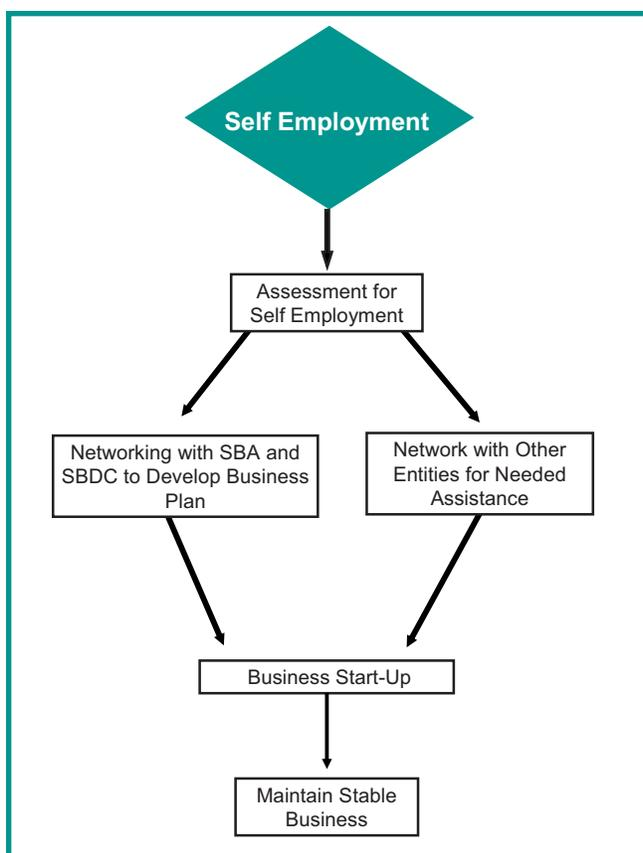 Self Employment
Assessment for
Self Employment
Networking with SBA and
SBDC to Develop Business
Plan
Network with Other
Entities for Needed
Assistance
Business Start-Up
Maintain Stable
Business